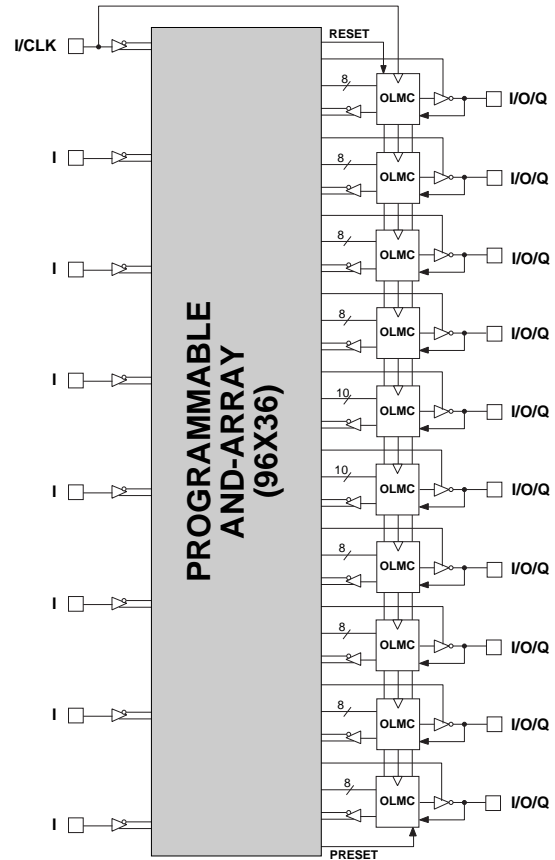 RESET
I/CLK
8
OLMC
I/O/Q
I
8
OLMC
I/O/Q
I
8
OLMC
I/O/Q
I
8
OLMC
I/O/Q
PROGRAMMABLE
AND-ARRAY
(96X36)
I
10
OLMC
I/O/Q
I
10
OLMC
I/O/Q
I
8
OLMC
I/O/Q
I
8
OLMC
I/O/Q
8
OLMC
I/O/Q
I
8
OLMC
I/O/Q
PRESET